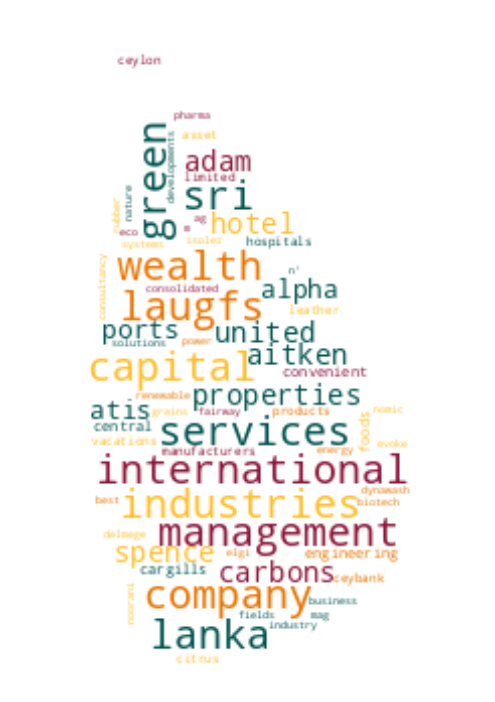 ceylon
pharma
asset
green
developments
adam
limited
nature
sri
rubber
ag
hotel
eco
m
systems
isoler
hospitals
wealth
n'
consultancy
consolidated
alpha
laugfs
leather
ports
united
solutions
power
aitken
capital
convenient
renewable
properties
atis
grains
fairway
products
nomic
central
services
foods
vacations
evoke
manufacturers
energy
international
dynawash
best
industries
biotech
delmege
management
spence
elgi
engineering
cargills
carbons
ceybank
noorani
company
business
fields
mag
lanka
industry
citrus